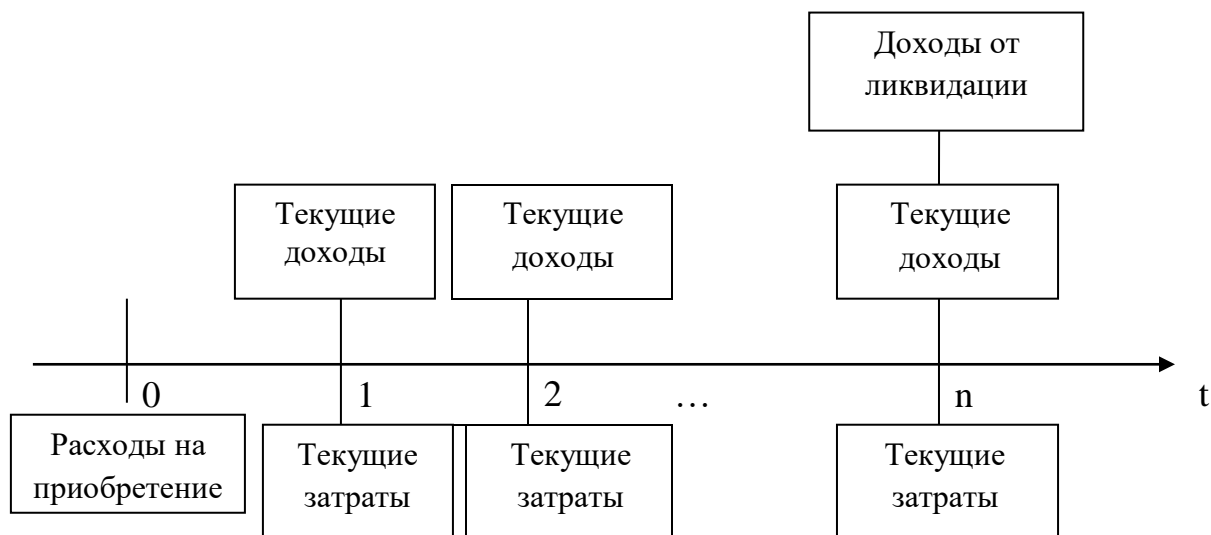 Доходы от
ликвидации
Текущие
доходы
Текущие
доходы
Текущие
доходы
0
1
2
…
n
t
Расходы на
приобретение
Текущие
затраты
Текущие
затраты
Текущие
затраты